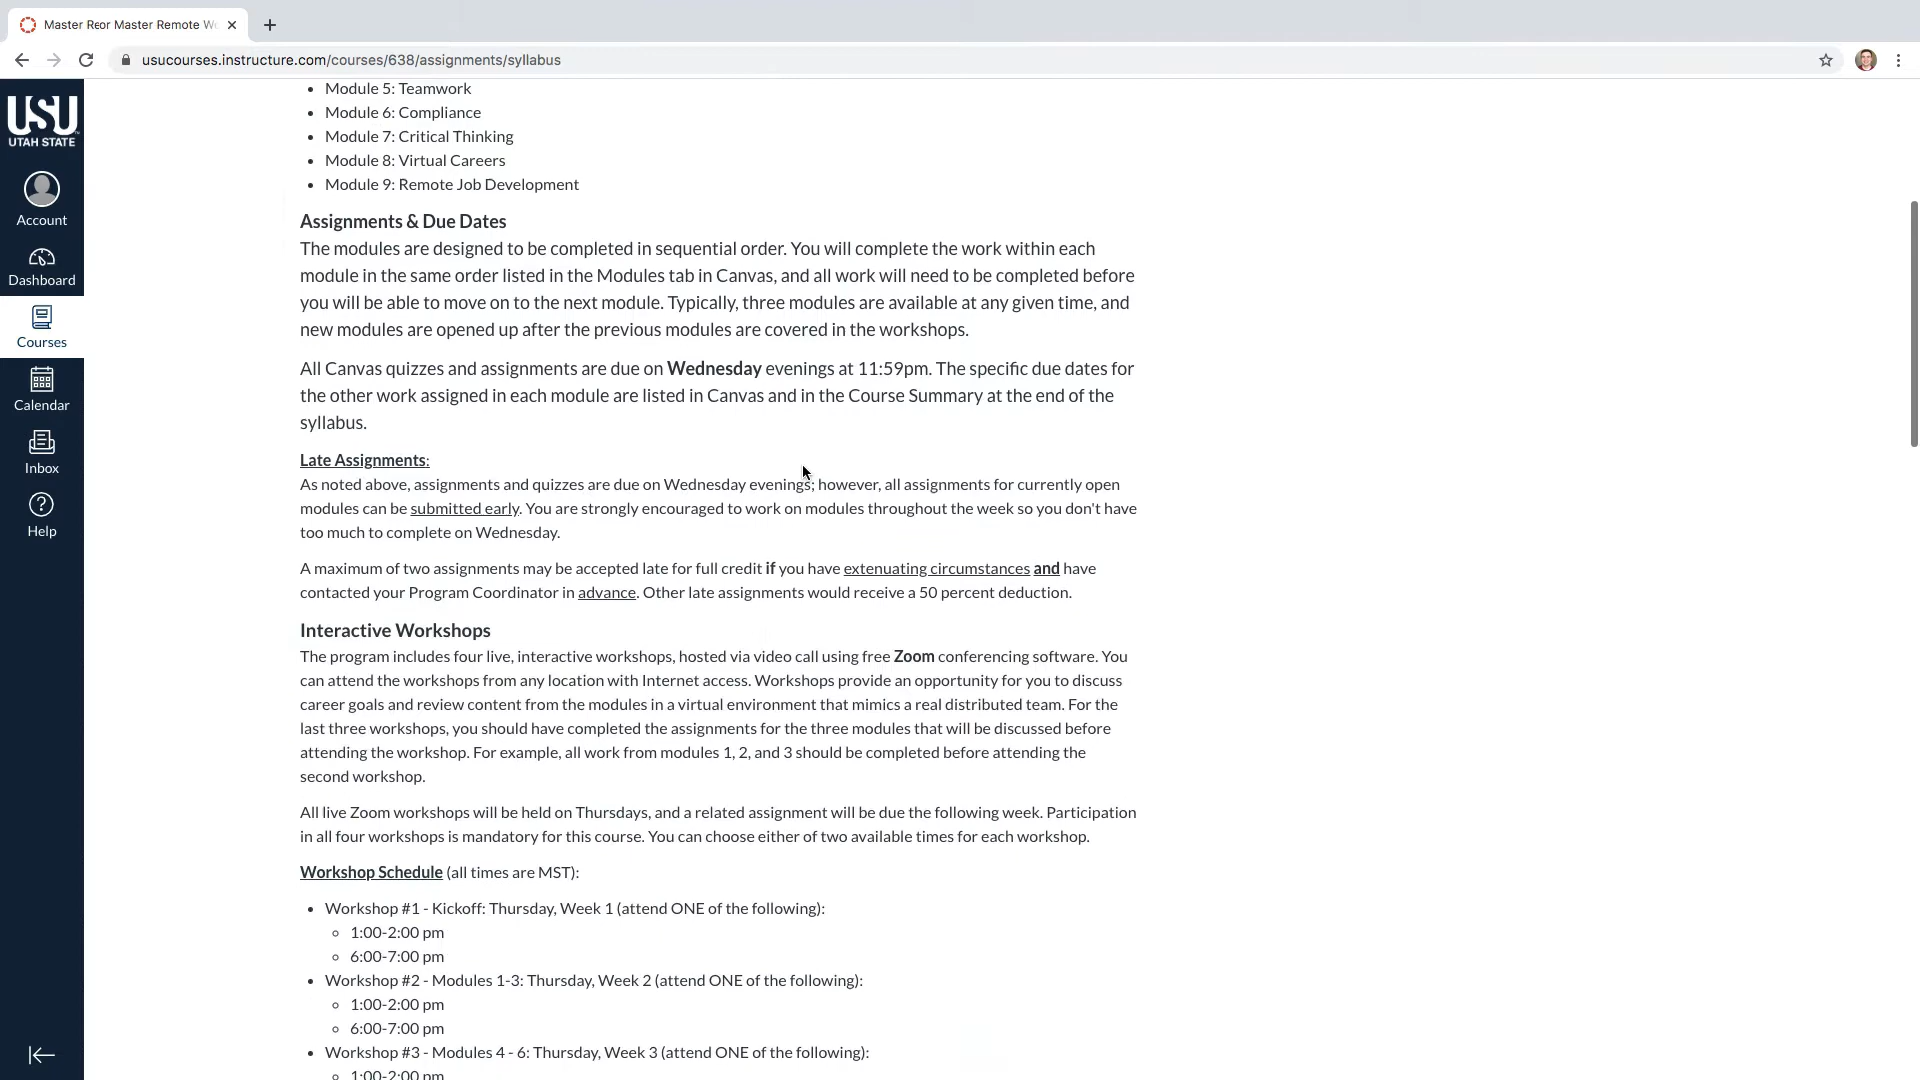 Master Reor Master Remote Wo
usucourses.instructure.com/courses/638/assignments/syllabus
USU
UTAH STATE
Account
Dashboard
Courses
Calendar
Inbox
Help
• Module 5: Teamwork
• Module 6: Compliance
• Module 7: Critical Thinking
• Module 8: Virtual Careers
• Module 9: Remote Job Development
Assignments & Due Dates
The modules are designed to be completed in sequential order. You will complete the work within each
module in the same order listed in the Modules tab in Canvas, and all work will need to be completed before
you will be able to move on to the next module. Typically, three modules are available at any given time, and
new modules are opened up after the previous modules are covered in the workshops.
All Canvas quizzes and assignments are due on Wednesday evenings at 11:59pm. The specific due dates for
the other work assigned in each module are listed in Canvas and in the Course Summary at the end of the
syllabus.
Late Assignments:
As noted above, assignments and quizzes are due on Wednesday evenings; however, all assignments for currently open
modules can be submitted early. You are strongly encouraged to work on modules throughout the week so you don't have
too much to complete on Wednesday.
A maximum of two assignments may be accepted late for full credit if you have extenuating circumstances and have
contacted your Program Coordinator in advance. Other late assignments would receive a 50 percent deduction.
Interactive Workshops
The program includes four live, interactive workshops, hosted via video call using free Zoom conferencing software. You
can attend the workshops from any location with Internet access. Workshops provide an opportunity for you to discuss
career goals and review content from the modules in a virtual environment that mimics a real distributed team. For the
last three workshops, you should have completed the assignments for the three modules that will be discussed before
attending the workshop. For example, all work from modules 1, 2, and 3 should be completed before attending the
second workshop.
All live Zoom workshops will be held on Thursdays, and a related assignment will be due the following week. Participation
in all four workshops is mandatory for this course. You can choose either of two available times for each workshop.
Workshop Schedule (all times are MST):
• Workshop #1 - Kickoff: Thursday, Week 1 (attend ONE of the following):
◦ 1:00-2:00 pm
◦ 6:00-7:00 pm
• Workshop #2 - Modules 1-3: Thursday, Week 2 (attend ONE of the following):
◦ 1:00-2:00 pm
◦ 6:00-7:00 pm
• Workshop #3 - Modules 4 - 6: Thursday, Week 3 (attend ONE of the following):
◦ 1:00-2:00 pm